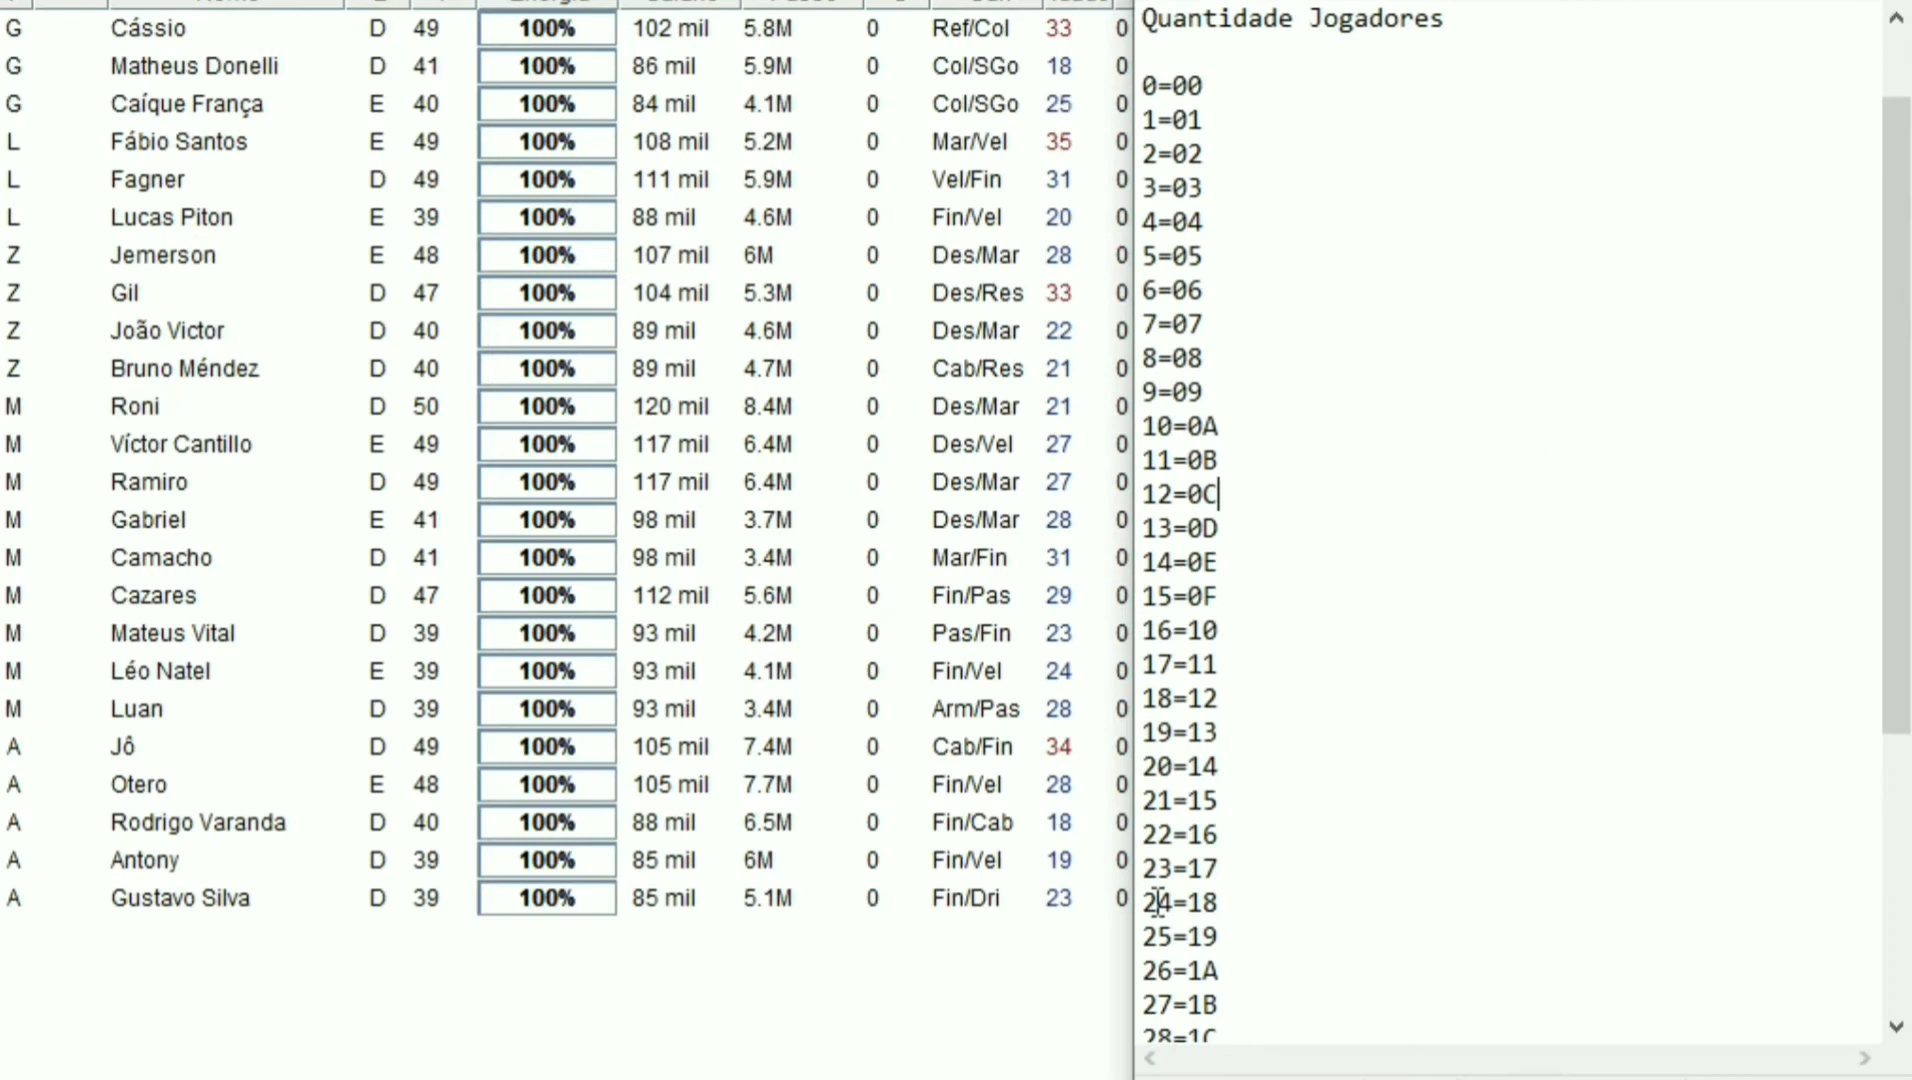 G Cássio D 49 100% 102 mil 5.8M 0 Ref/Col 33 0
G Matheus Donelli D 41 100% 86 mil 5.9M 0 Col/SGo 18 0
G Caíque França E 40 100% 84 mil 4.1M 0 Col/SGo 25 0
L Fábio Santos E 49 100% 108 mil 5.2M 0 Mar/Vel 35 0
L Fagner D 49 100% 111 mil 5.9M 0 Vel/Fin 31 0
L Lucas Piton E 39 100% 88 mil 4.6M 0 Fin/Vel 20 0
Z Jemerson E 48 100% 107 mil 6M 0 Des/Mar 28 0
Z Gil D 47 100% 104 mil 5.3M 0 Des/Res 33 0
Z João Victor D 40 100% 89 mil 4.6M 0 Des/Mar 22 0
Z Bruno Méndez D 40 100% 89 mil 4.7M 0 Cab/Res 21 0
M Roni D 50 100% 120 mil 8.4M 0 Des/Mar 21 0
M Víctor Cantillo E 49 100% 117 mil 6.4M 0 Des/Vel 27 0
M Ramiro D 49 100% 117 mil 6.4M 0 Des/Mar 27 0
M Gabriel E 41 100% 98 mil 3.7M 0 Des/Mar 28 0
M Camacho D 41 100% 98 mil 3.4M 0 Mar/Fin 31 0
M Cazares D 47 100% 112 mil 5.6M 0 Fin/Pas 29 0
M Mateus Vital D 39 100% 93 mil 4.2M 0 Pas/Fin 23 0
M Léo Natel E 39 100% 93 mil 4.1M 0 Fin/Vel 24 0
M Luan D 39 100% 93 mil 3.4M 0 Arm/Pas 28 0
A Jô D 49 100% 105 mil 7.4M 0 Cab/Fin 34 0
A Otero E 48 100% 105 mil 7.7M 0 Fin/Vel 28 0
A Rodrigo Varanda D 40 100% 88 mil 6.5M 0 Fin/Cab 18 0
A Antony D 39 100% 85 mil 6M 0 Fin/Vel 19 0
A Gustavo Silva D 39 100% 85 mil 5.1M 0 Fin/Dri 23 0
Quantidade Jogadores
0=00
1=01
2=02
3=03
4=04
5=05
6=06
7=07
8=08
9=09
10=0A
11=0B
12=0C
13=0D
14=0E
15=0F
16=10
17=11
18=12
19=13
20=14
21=15
22=16
23=17
24=18
25=19
26=1A
27=1B
28=1C